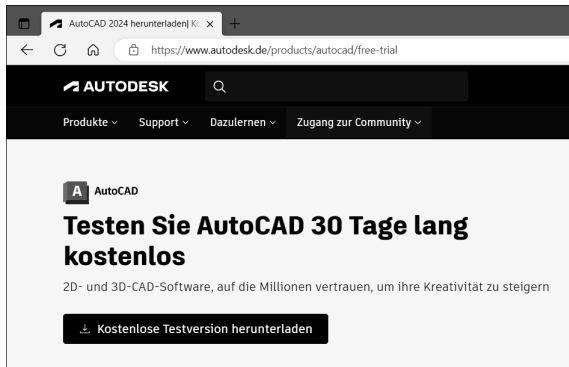 AutoCAD 2024 herunterladen| Ko
https://www.autodesk.de/products/autocad/free-trial
AUTODESK
Produkte Support Dazulernen Zugang zur Community
A AutoCAD
Testen Sie AutoCAD 30 Tage lang
kostenlos
2D- und 3D-CAD-Software, auf die Millionen vertrauen, um ihre Kreativität zu steigern
Kostenlose Testversion herunterladen